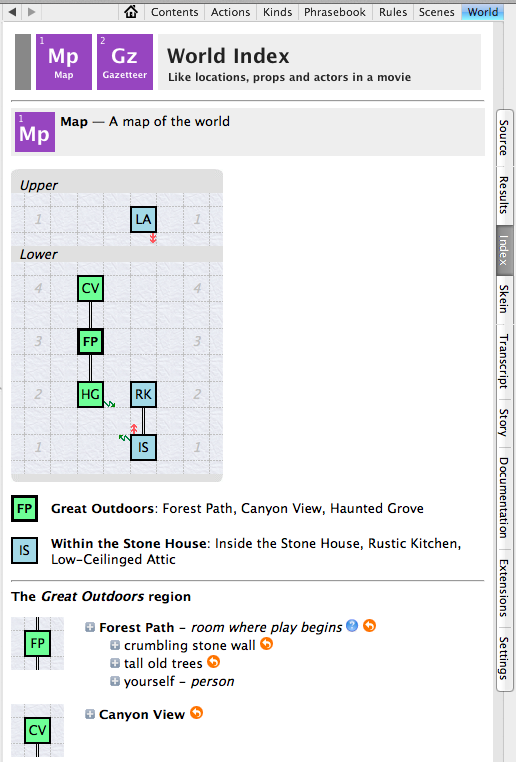 Contents Actions Kinds Phrasebook Rules Scenes World
1 2
Mp Gz
Map Gazetteer
World Index
Like locations, props and actors in a movie
1
Mp
Map — A map of the world
Upper
1 LA 1
Lower
4 CV 4
3 FP 3
2 HG RK 2
1 IS 1
FP Great Outdoors: Forest Path, Canyon View, Haunted Grove
IS Within the Stone House: Inside the Stone House, Rustic Kitchen,
Low-Ceilinged Attic
The Great Outdoors region
FP
Forest Path – room where play begins ?
crumbling stone wall
tall old trees
yourself – person
CV
Canyon View
Source
Results
Index
Skein
Transcript
Story
Documentation
Extensions
Settings